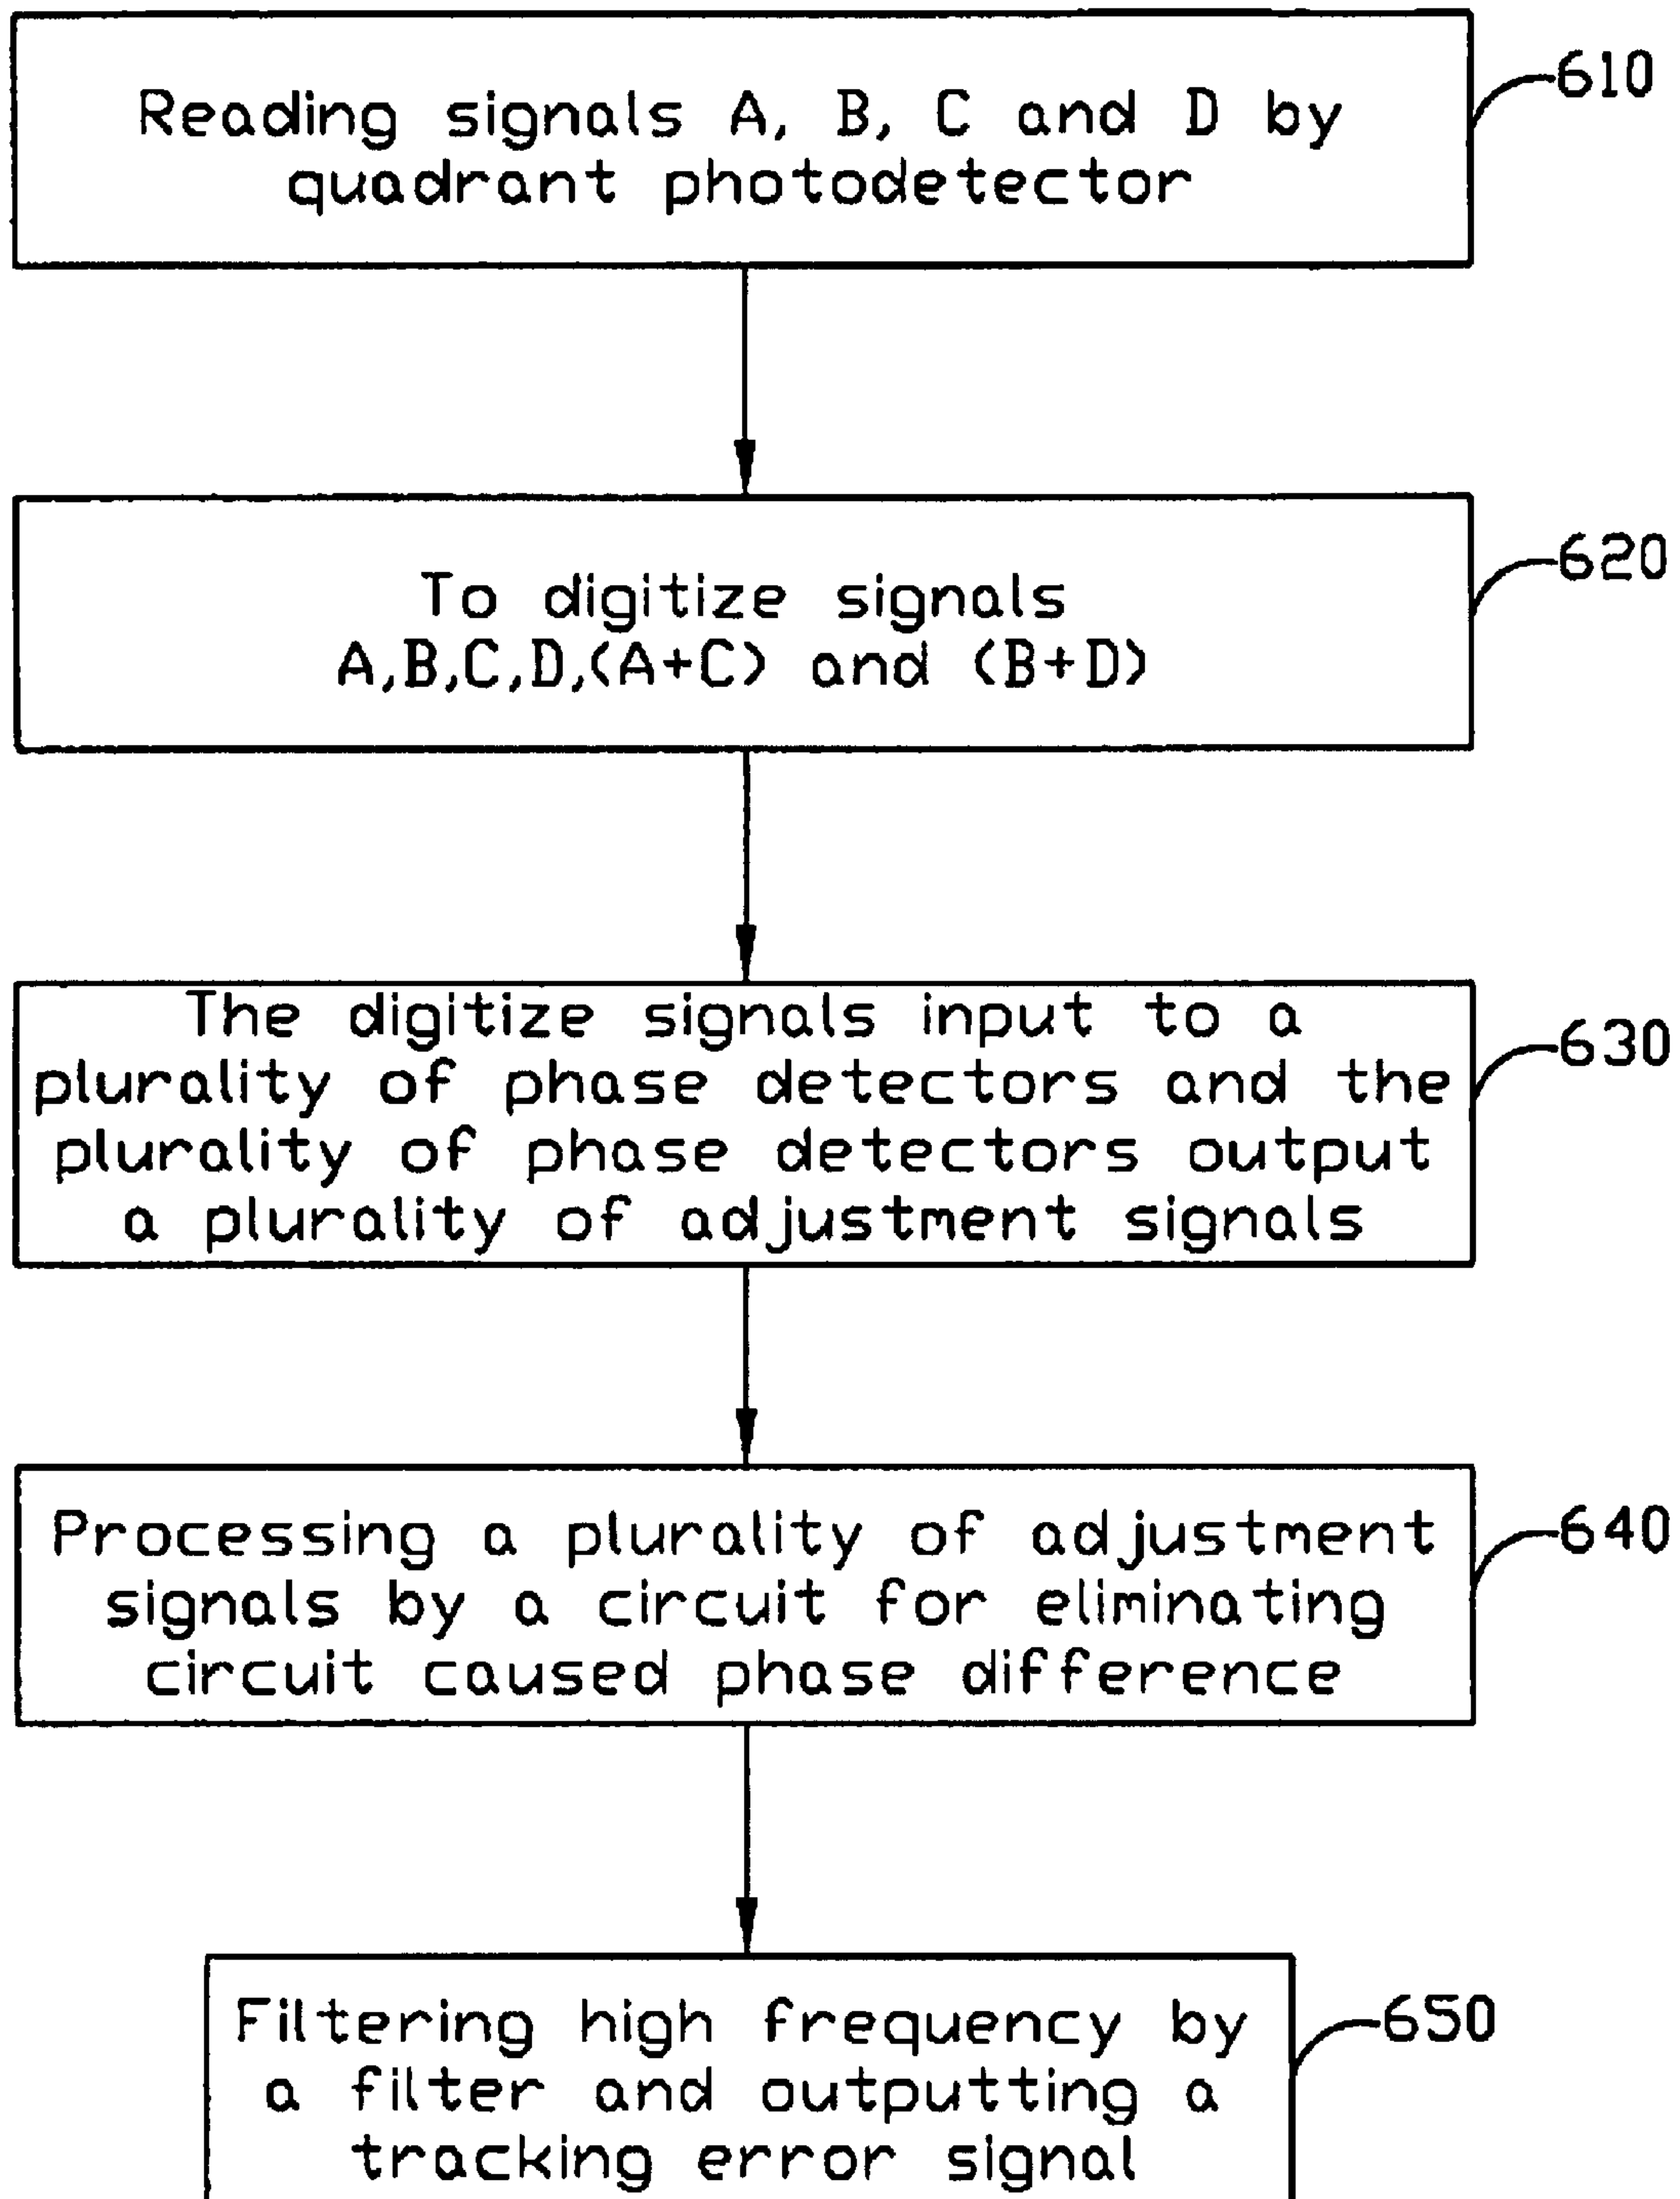 Reading signals A, B, C and D by
quadrant photodetector
610
To digitize signals
A,B,C,D,(A+C) and (B+D)
620
The digitize signals input to a
plurality of phase detectors and the
plurality of phase detectors output
a plurality of adjustment signals
630
Processing a plurality of adjustment
signals by a circuit for eliminating
circuit caused phase difference
640
Filtering high frequency by
a filter and outputting a
tracking error signal
650